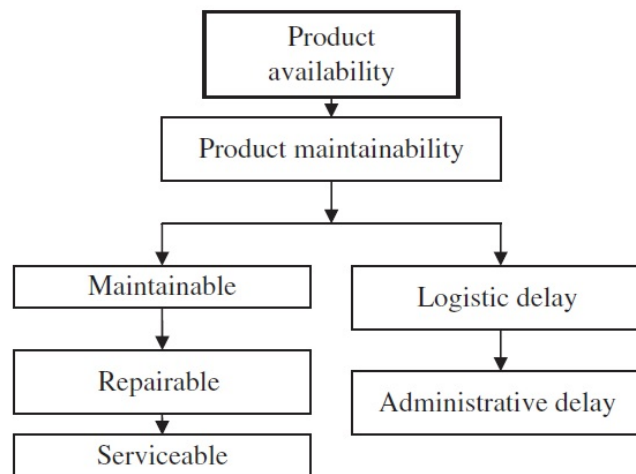 Product
availability
Product maintainability
Maintainable
Logistic delay
Repairable
Administrative delay
Serviceable